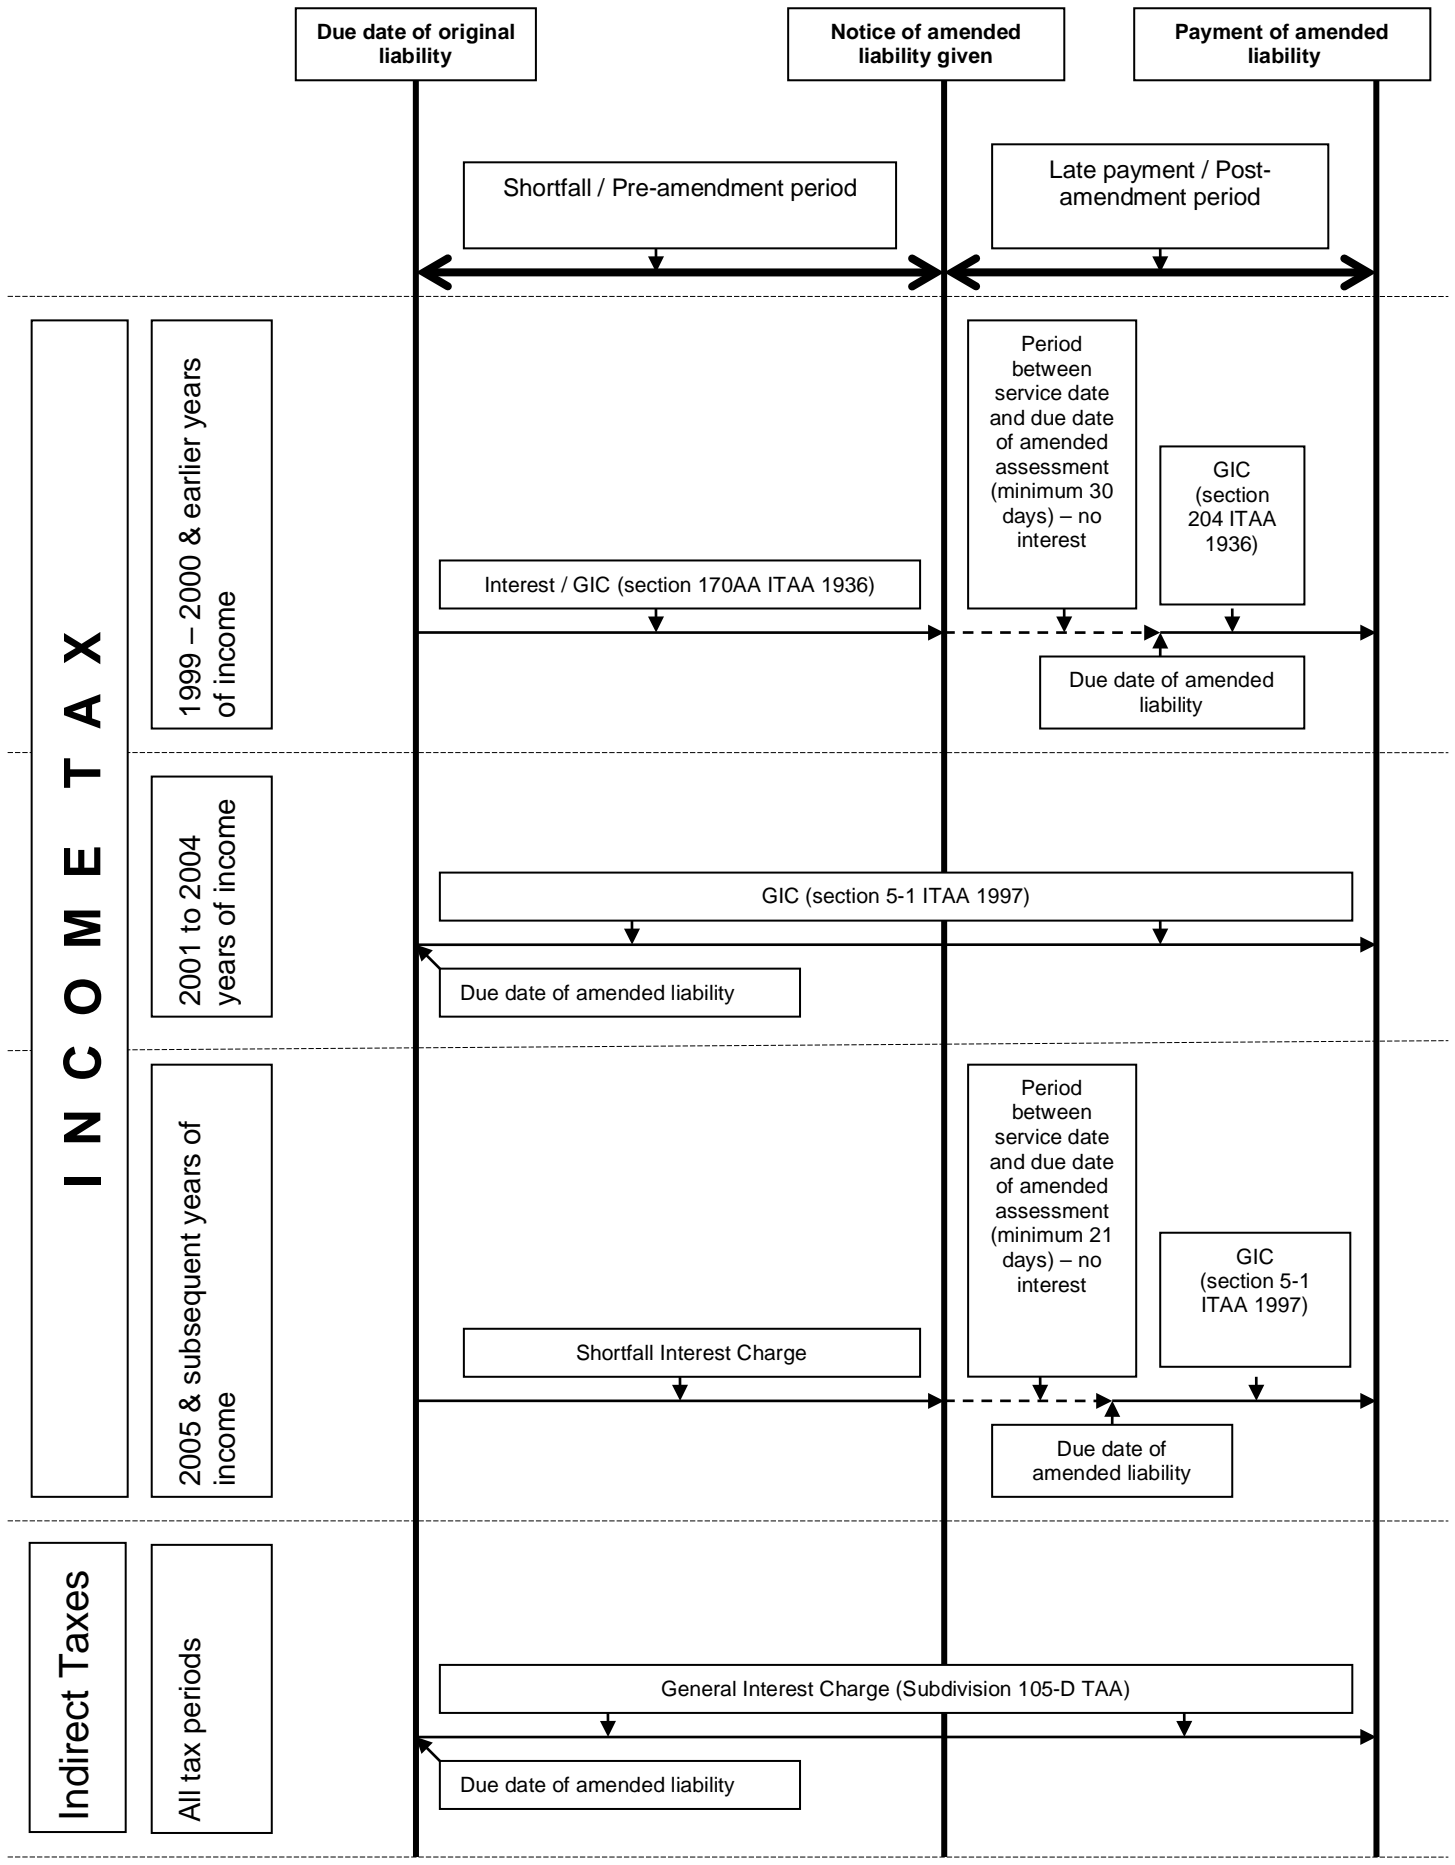 Due date of original
liability
Notice of amended
liability given
Payment of amended
liability
Shortfall / Pre-amendment period
Late payment / Post-
amendment period
INCOME TAX
1999 – 2000 & earlier years
of income
Interest / GIC (section 170AA ITAA 1936)
Period
between
service date
and due date
of amended
assessment
(minimum 30
days) – no
interest
GIC
(section
204 ITAA
1936)
Due date of amended
liability
2001 to 2004
years of income
GIC (section 5-1 ITAA 1997)
Due date of amended liability
2005 & subsequent years of
income
Shortfall Interest Charge
Period
between
service date
and due date
of amended
assessment
(minimum 21
days) – no
interest
GIC
(section 5-1
ITAA 1997)
Due date of
amended liability
Indirect Taxes
All tax periods
General Interest Charge (Subdivision 105-D TAA)
Due date of amended liability